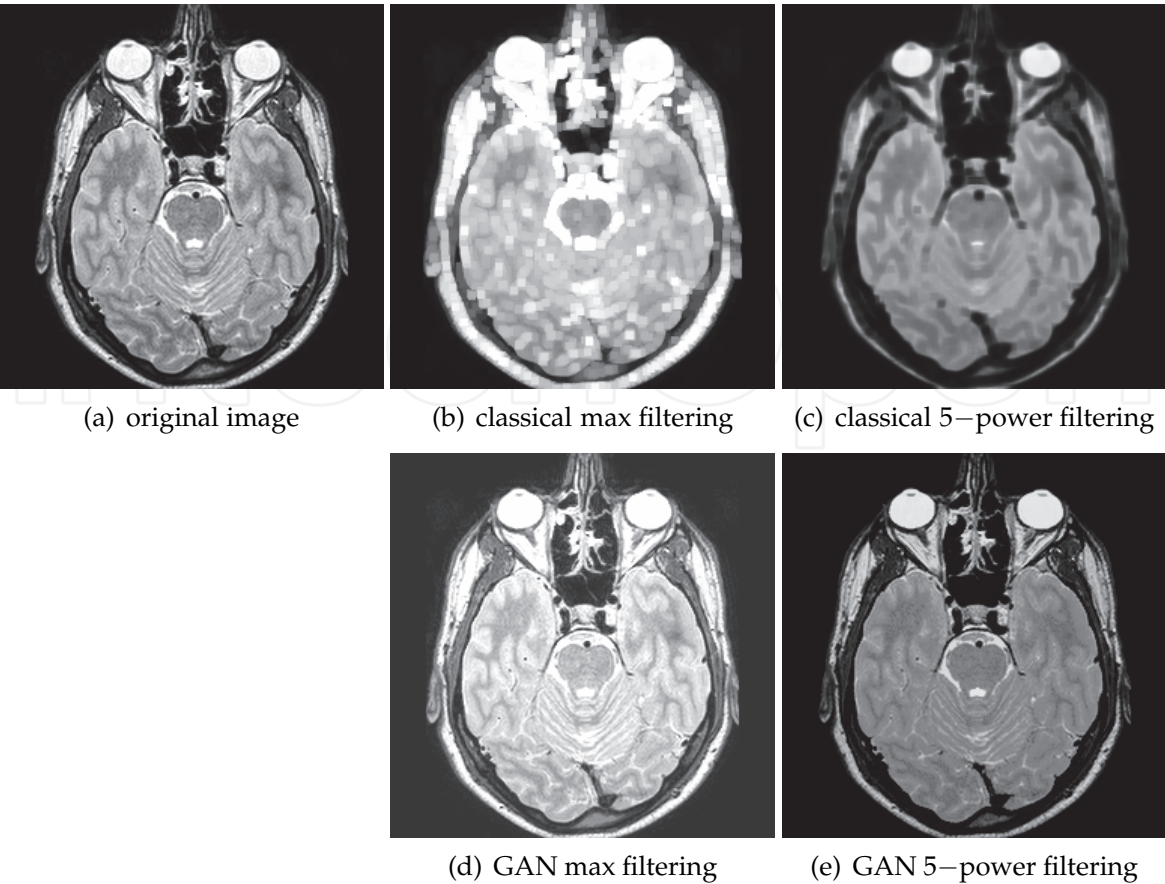 (a) original image
(b) classical max filtering
(c) classical 5−power filtering
(d) GAN max filtering
(e) GAN 5−power filtering